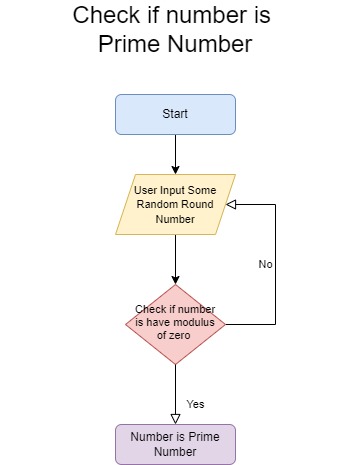 Check if number is
Prime Number
Start
User Input Some
Random Round
Number
No
Check if number
is have modulus
of zero
Yes
Number is Prime
Number